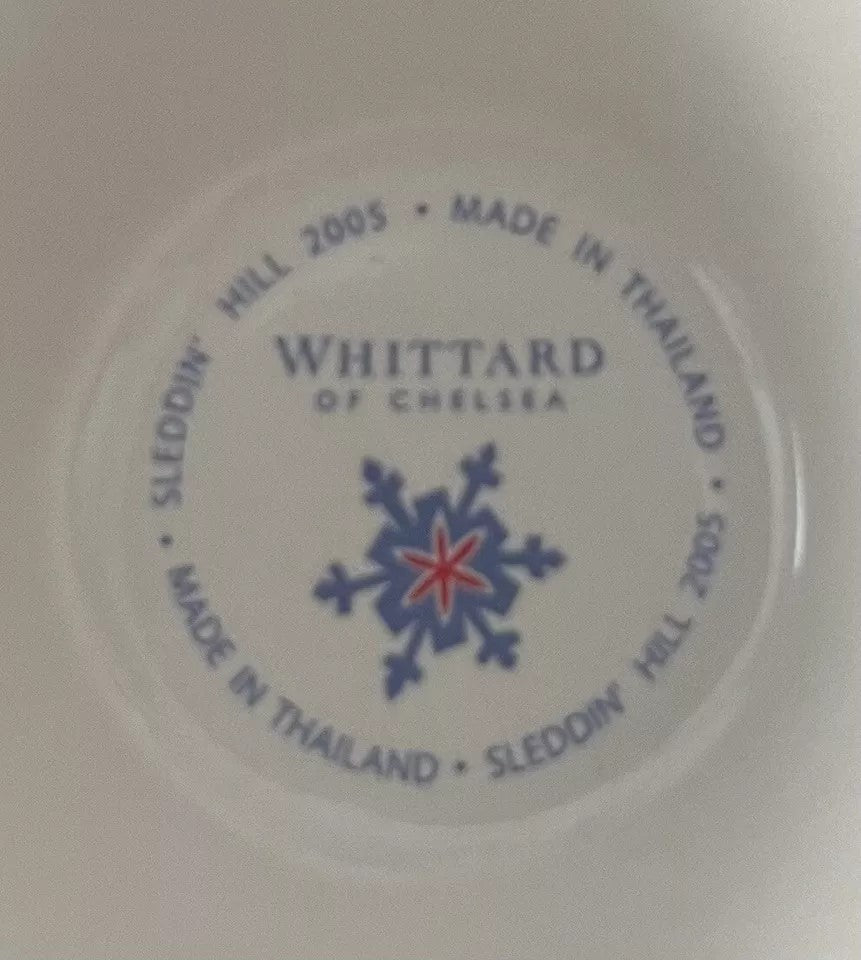 WHITTARD
OF CHELSEA
SLEDDIN' HILL 2005 • MADE IN THAILAND • SLEDDIN' HILL 2005 • MADE IN THAILAND •